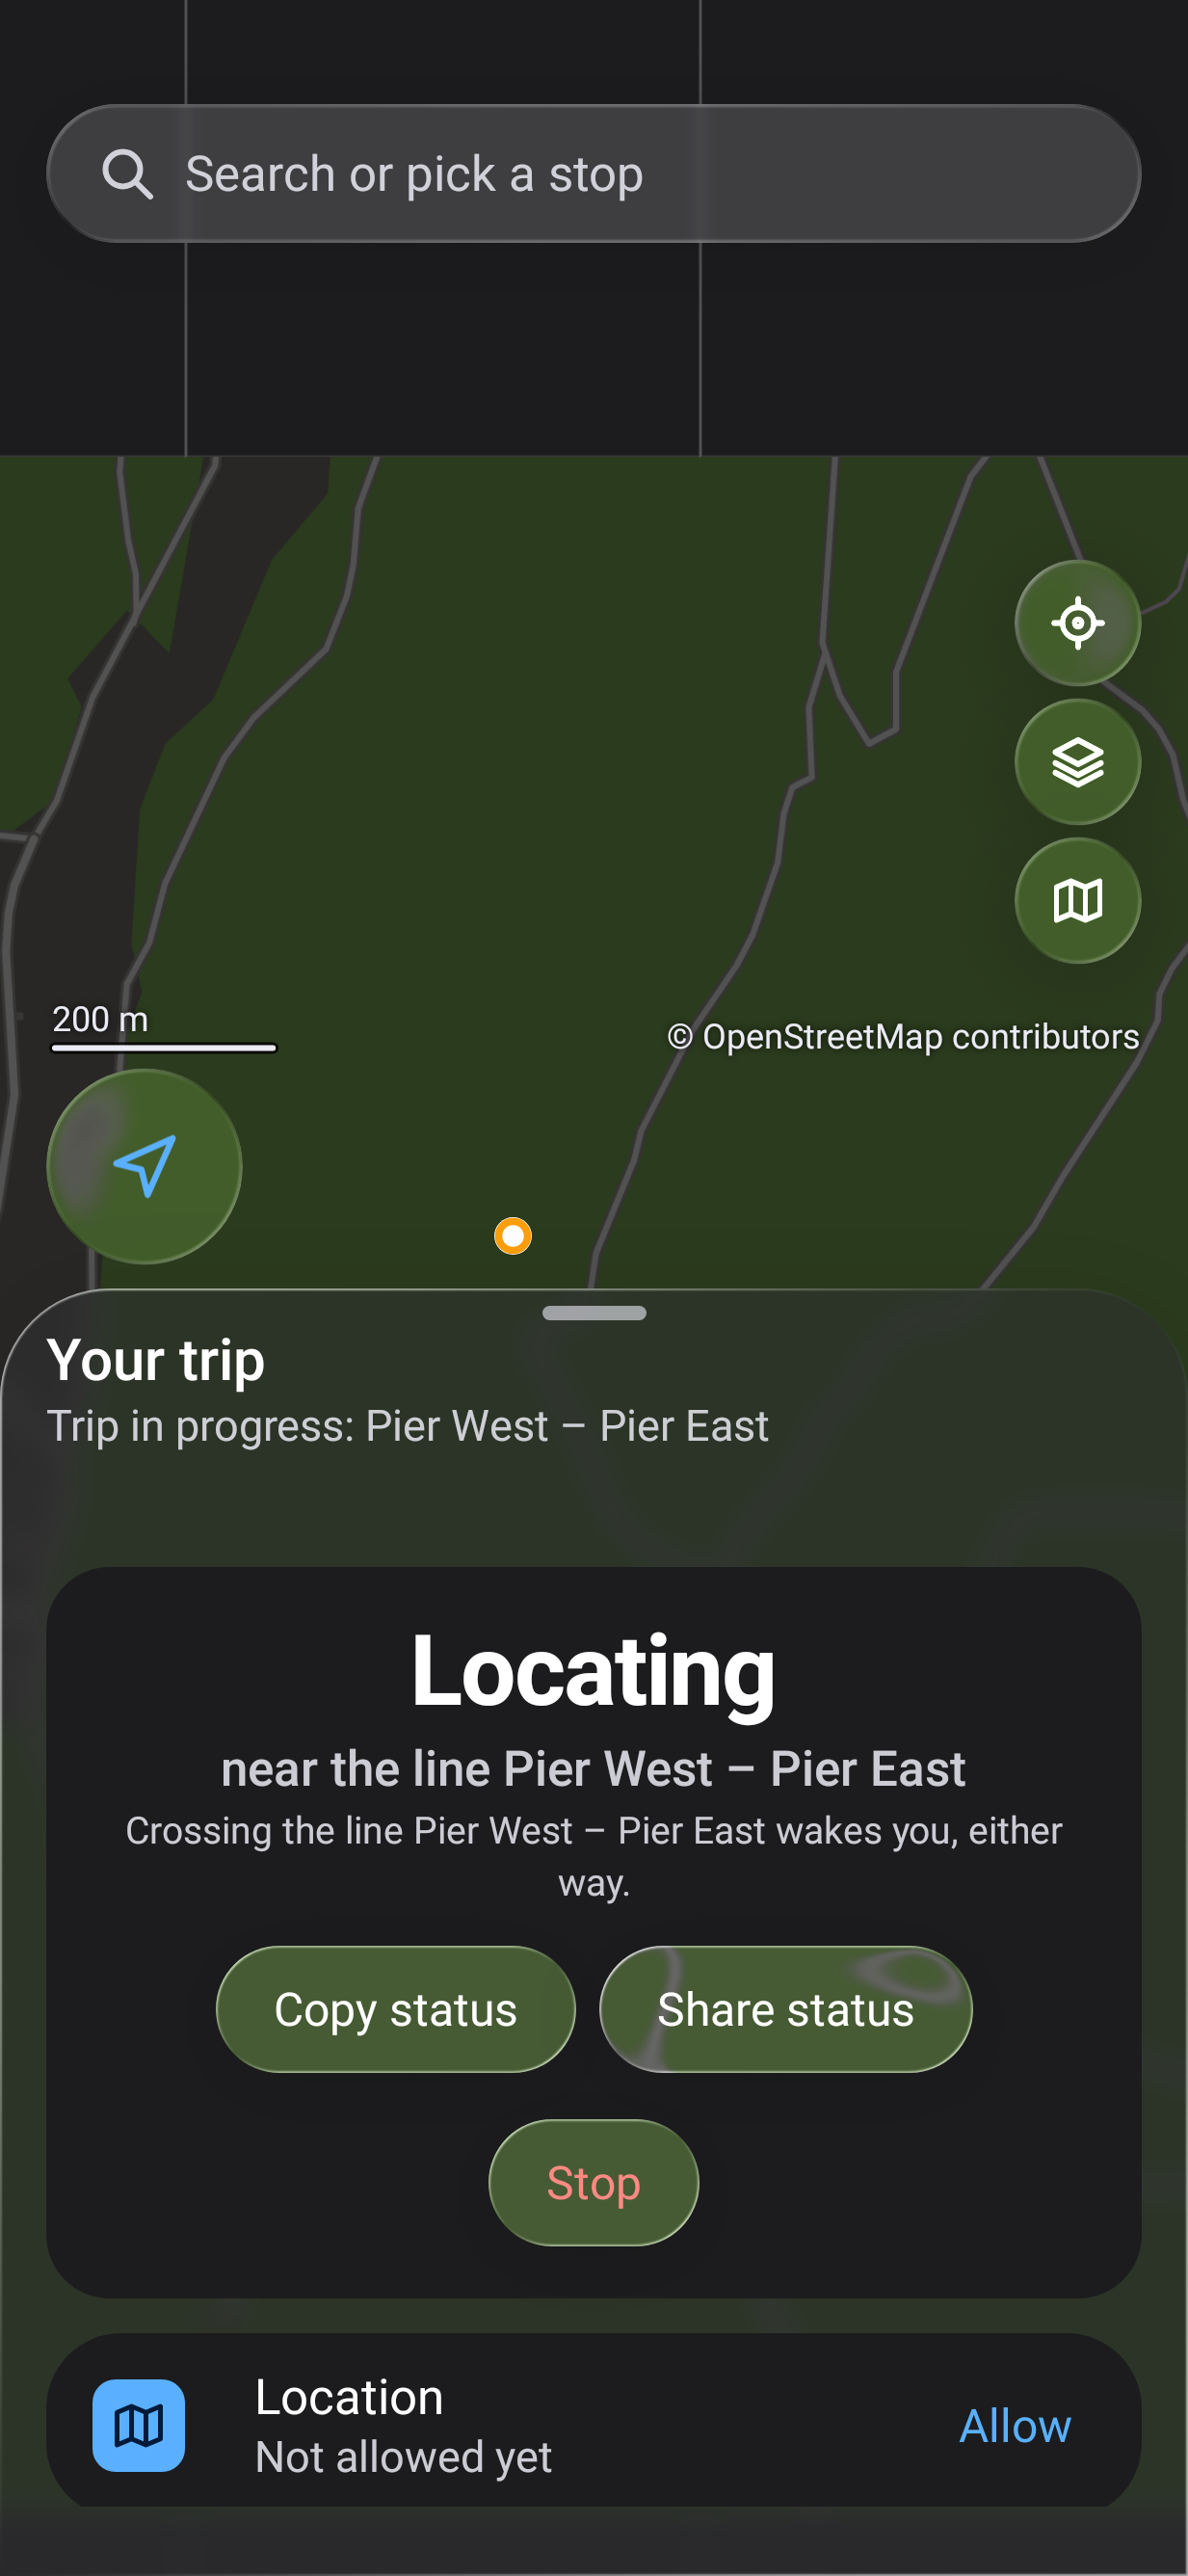 Search or pick a stop
200 m
© OpenStreetMap contributors
Your trip
Trip in progress: Pier West – Pier East
Locating
near the line Pier West – Pier East
Crossing the line Pier West – Pier East wakes you, either
way.
Copy status
Share status
Stop
Location
Not allowed yet
Allow